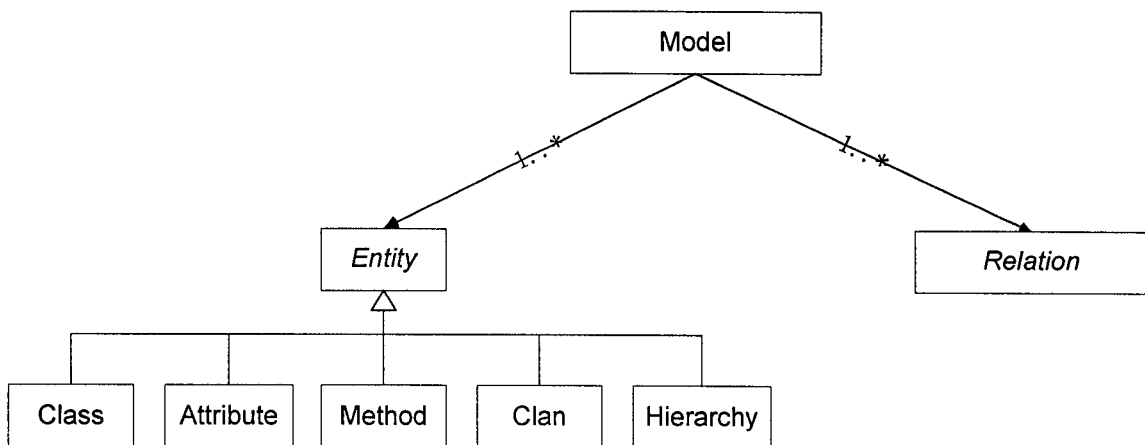 Model
1..*
1..*
Entity
Relation
Class
Attribute
Method
Clan
Hierarchy